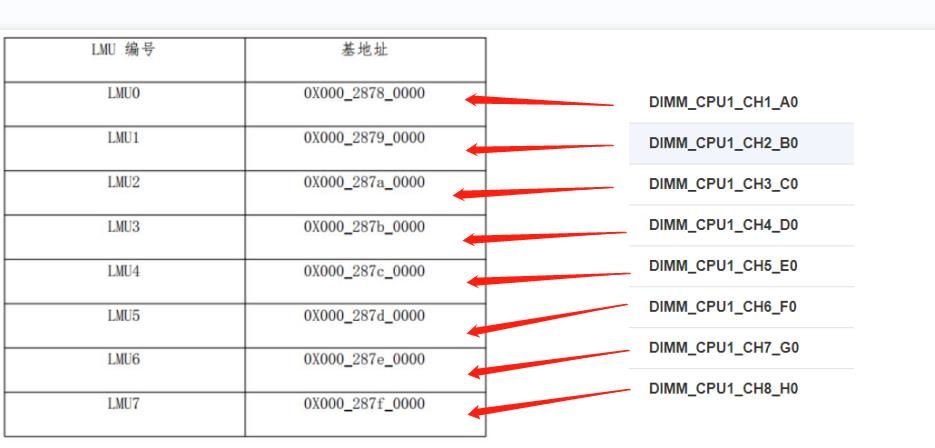 LMU 编号 基地址
LMU0 0X000_2878_0000 DIMM_CPU1_CH1_A0
LMU1 0X000_2879_0000 DIMM_CPU1_CH2_B0
LMU2 0X000_287a_0000 DIMM_CPU1_CH3_C0
LMU3 0X000_287b_0000 DIMM_CPU1_CH4_D0
LMU4 0X000_287c_0000 DIMM_CPU1_CH5_E0
LMU5 0X000_287d_0000 DIMM_CPU1_CH6_F0
LMU6 0X000_287e_0000 DIMM_CPU1_CH7_G0
LMU7 0X000_287f_0000 DIMM_CPU1_CH8_H0